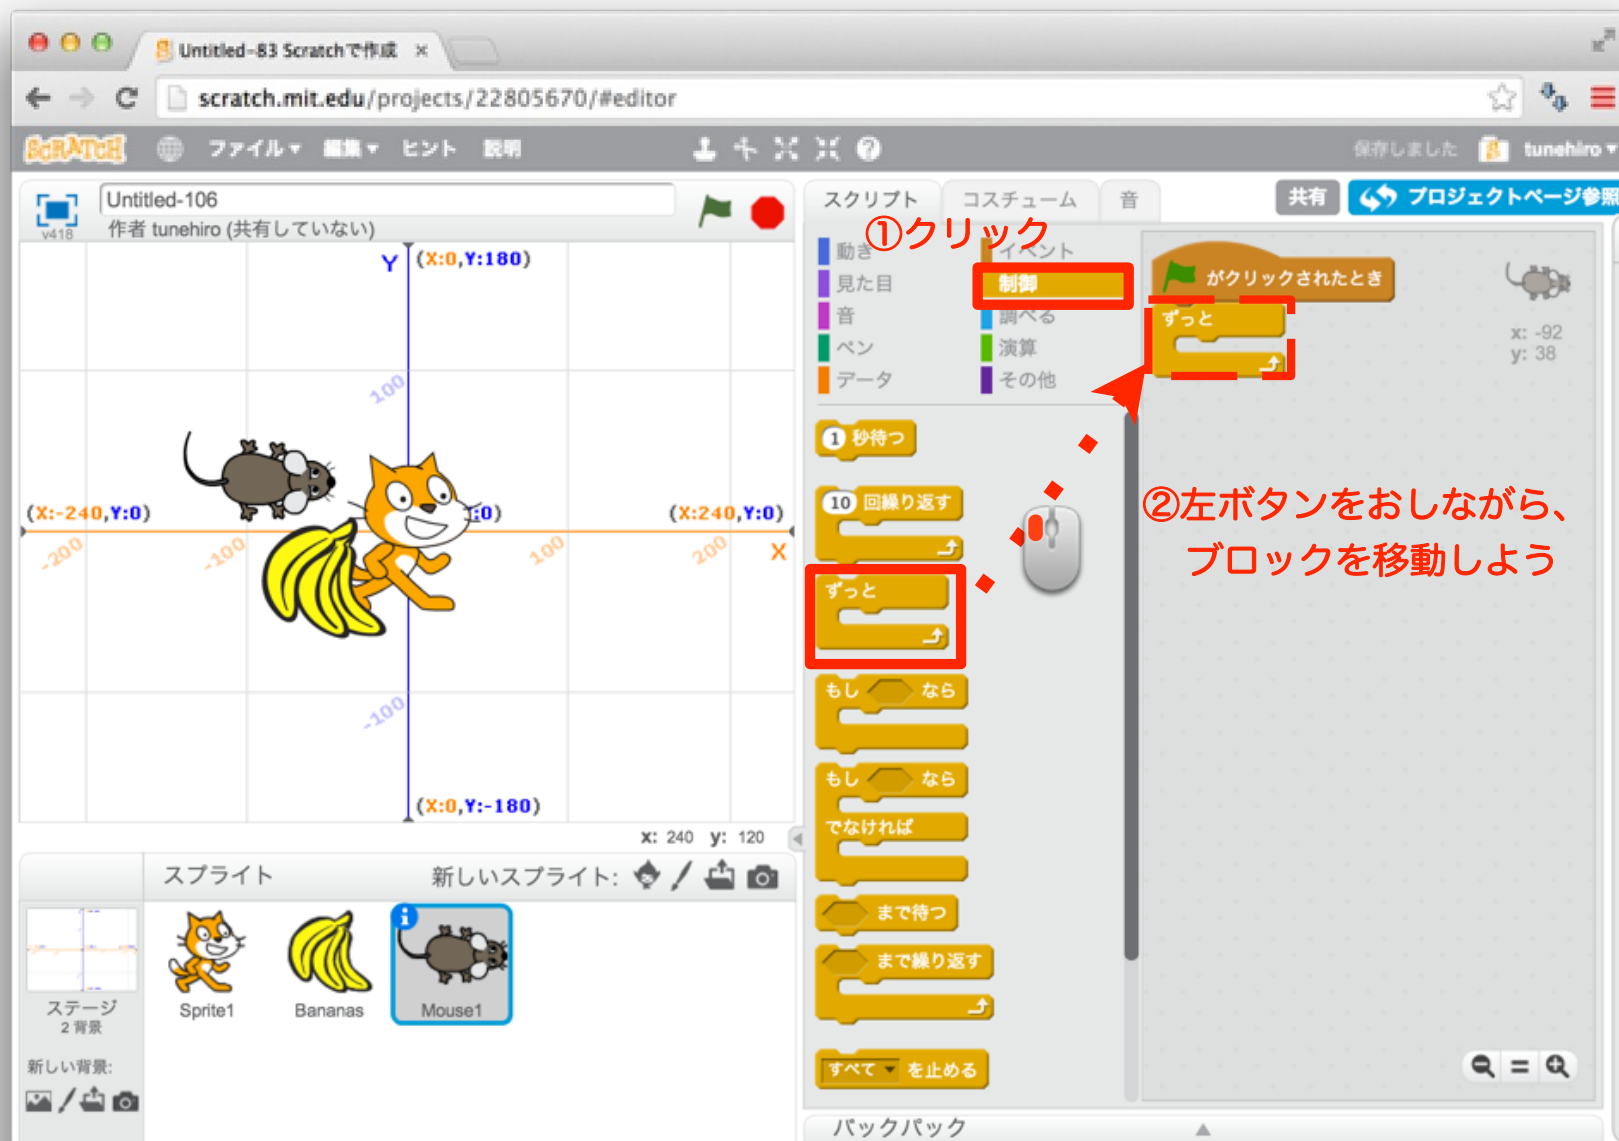 Untitled-83 Scratchで作成
scratch.mit.edu/projects/22805670/#editor
SCRATCH ファイル 編集 ヒント 説明 保存しました tunehiro
v418
Untitled-106
作者 tunehiro (共有していない)
スクリプト コスチューム 音 共有 プロジェクトページ参照
①クリック
動き イベント
見た目 制御
音 調べる
ペン 演算
データ その他
がクリックされたとき
ずっと
x: -92
y: 38
Y (X:0,Y:180)
100
(X:-240,Y:0) :0) (X:240,Y:0)
-200 -100 100 200 X
-100
(X:0,Y:-180)
x: 240 y: 120
1 秒待つ
10 回繰り返す
ずっと
もし なら
もし なら
でなければ
まで待つ
まで繰り返す
すべて を止める
②左ボタンをおしながら、
ブロックを移動しよう
スプライト 新しいスプライト:
ステージ
2 背景
新しい背景:
Sprite1 Bananas Mouse1
バックパック